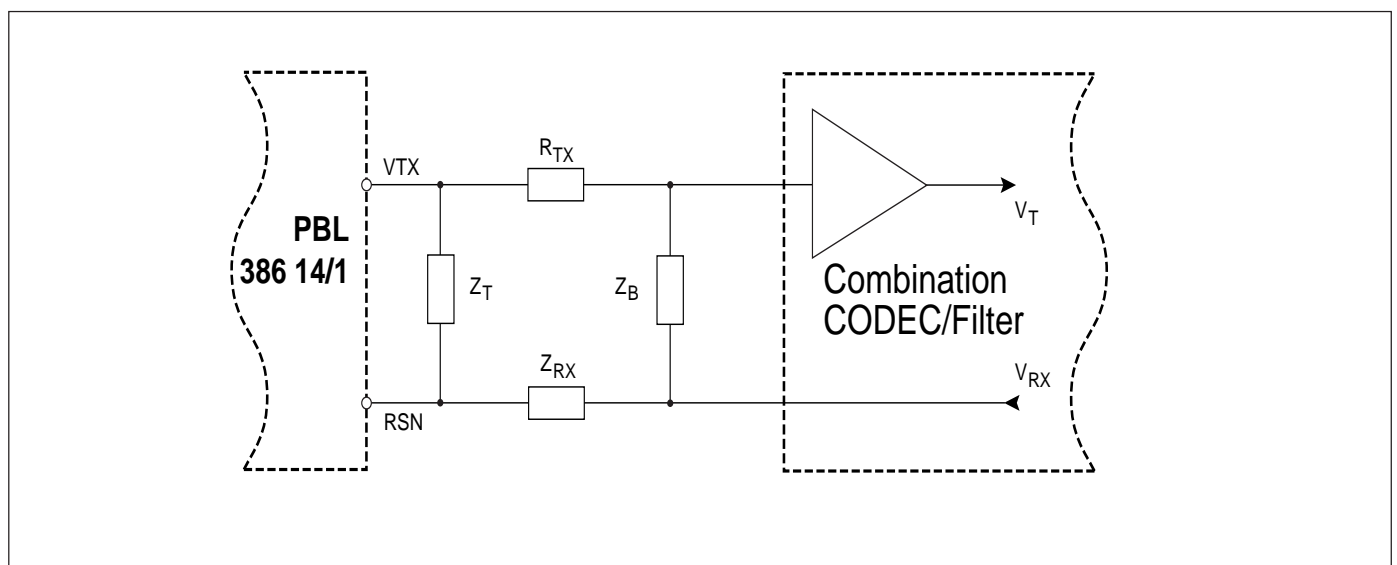 VTX
R_TX
V_T
PBL
386 14/1
Z_T
Z_B
Combination
CODEC/Filter
Z_RX
V_RX
RSN